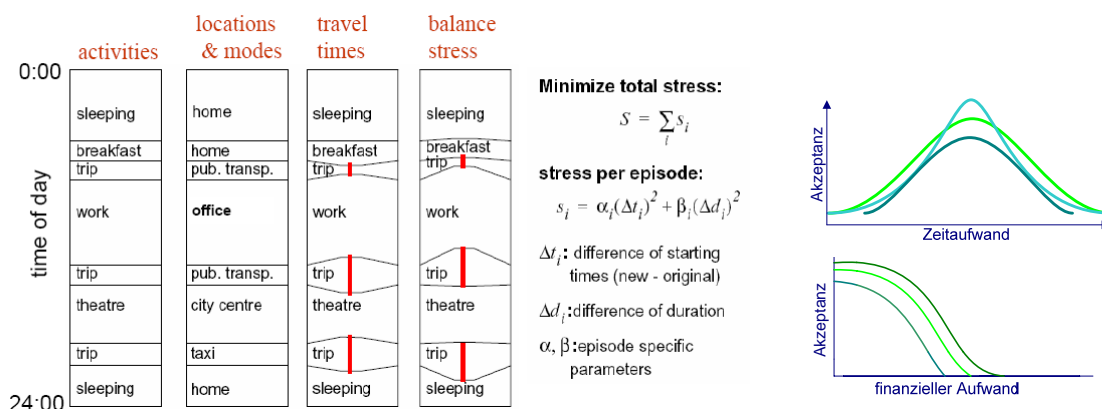 activities
locations
& modes
travel
times
balance
stress
0:00
time of day
24:00
sleeping
breakfast
trip
work
trip
theatre
trip
sleeping
home
home
pub. transp.
office
pub. transp.
city centre
taxi
home
sleeping
breakfast
trip
work
trip
theatre
trip
sleeping
sleeping
breakfast
trip
work
trip
theatre
trip
sleeping
Minimize total stress:
S = ∑ s_i
i
stress per episode:
s_i = α_i(Δt_i)² + β_i(Δd_i)²
Δt_i: difference of starting
times (new - original)
Δd_i: difference of duration
α, β: episode specific
parameters
Akzeptanz
Zeitaufwand
Akzeptanz
finanzieller Aufwand